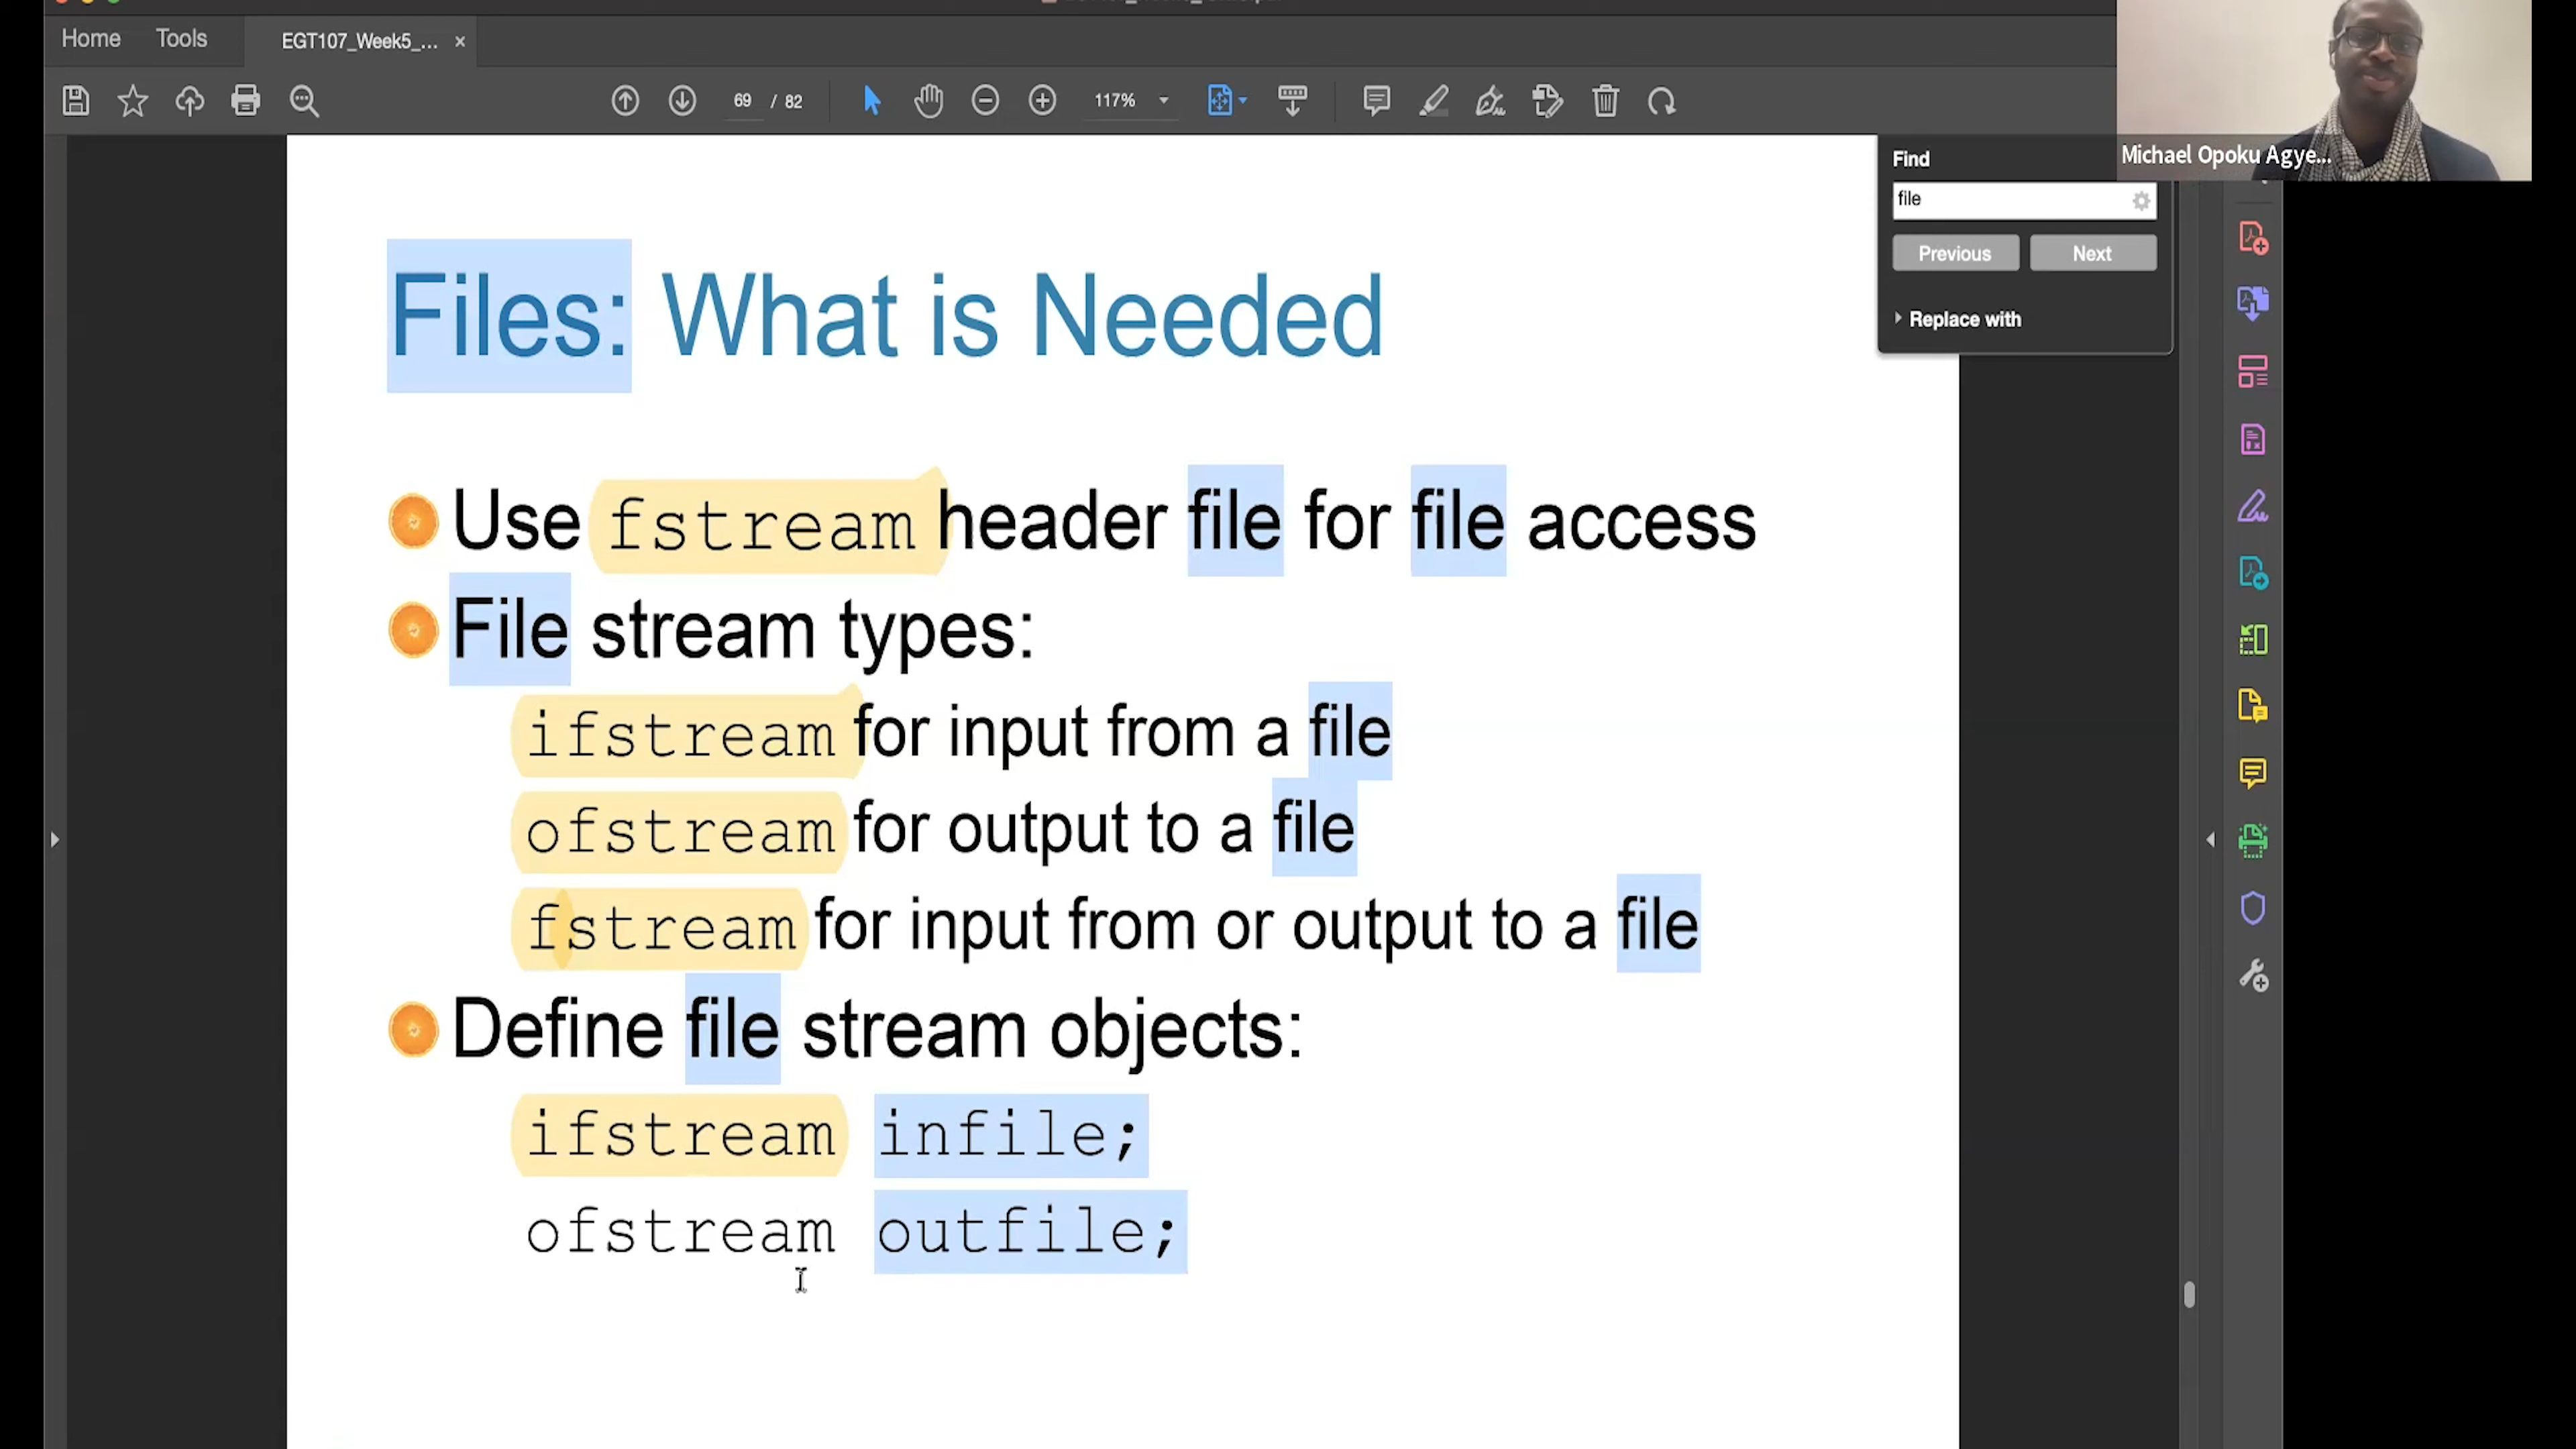 Home Tools EGT107_Week5_... ×
69 / 82 117%
Michael Opoku Agye...
Find
file
Previous Next
Replace with
Files: What is Needed
Use fstream header file for file access
File stream types:
ifstream for input from a file
ofstream for output to a file
fstream for input from or output to a file
Define file stream objects:
ifstream infile;
ofstream outfile;